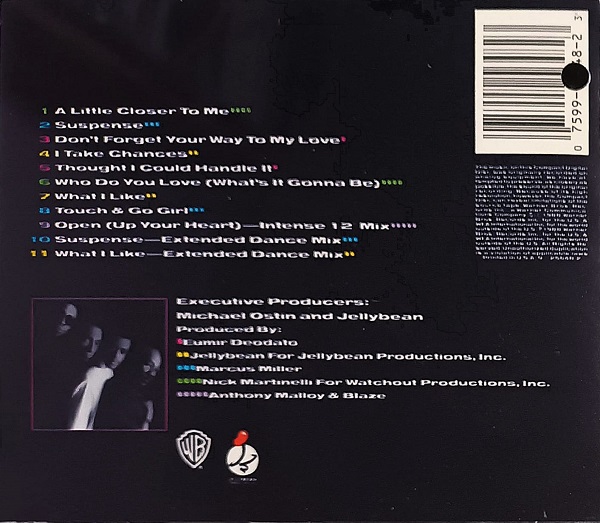 0 7599- 48-2 3
1 A Little Closer To Me
2 Suspense
3 Don't Forget Your Way To My Love
4 I Take Chances
5 Thought I Could Handle It
6 Who Do You Love (What's It Gonna Be)
7 What I Like
8 Touch & Go Girl
9 Open (Up Your Heart)—Intense 12 Mix
10 Suspense—Extended Dance Mix
11 What I Like—Extended Dance Mix
Executive Producers:
Michael Ostin and Jellybean
Produced By:
Eumir Deodato
Jellybean For Jellybean Productions, Inc.
Marcus Miller
Nick Martinelli For Watchout Productions, Inc.
Anthony Malloy & Blaze
WB